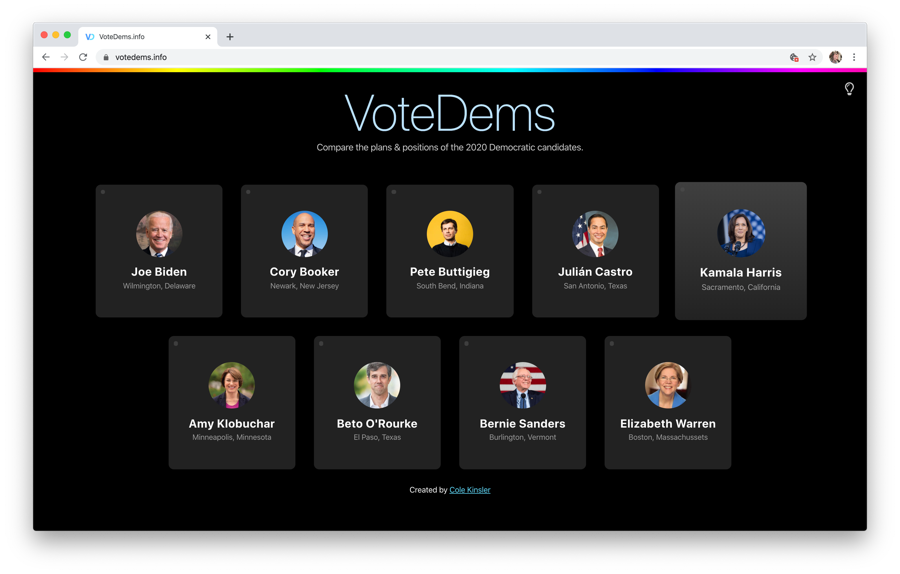 VoteDems.info
votedems.info
VoteDems
Compare the plans & positions of the 2020 Democratic candidates.
Joe Biden
Wilmington, Delaware
Cory Booker
Newark, New Jersey
Pete Buttigieg
South Bend, Indiana
Julián Castro
San Antonio, Texas
Kamala Harris
Sacramento, California
Amy Klobuchar
Minneapolis, Minnesota
Beto O'Rourke
El Paso, Texas
Bernie Sanders
Burlington, Vermont
Elizabeth Warren
Boston, Massachussets
Created by Cole Kinsler